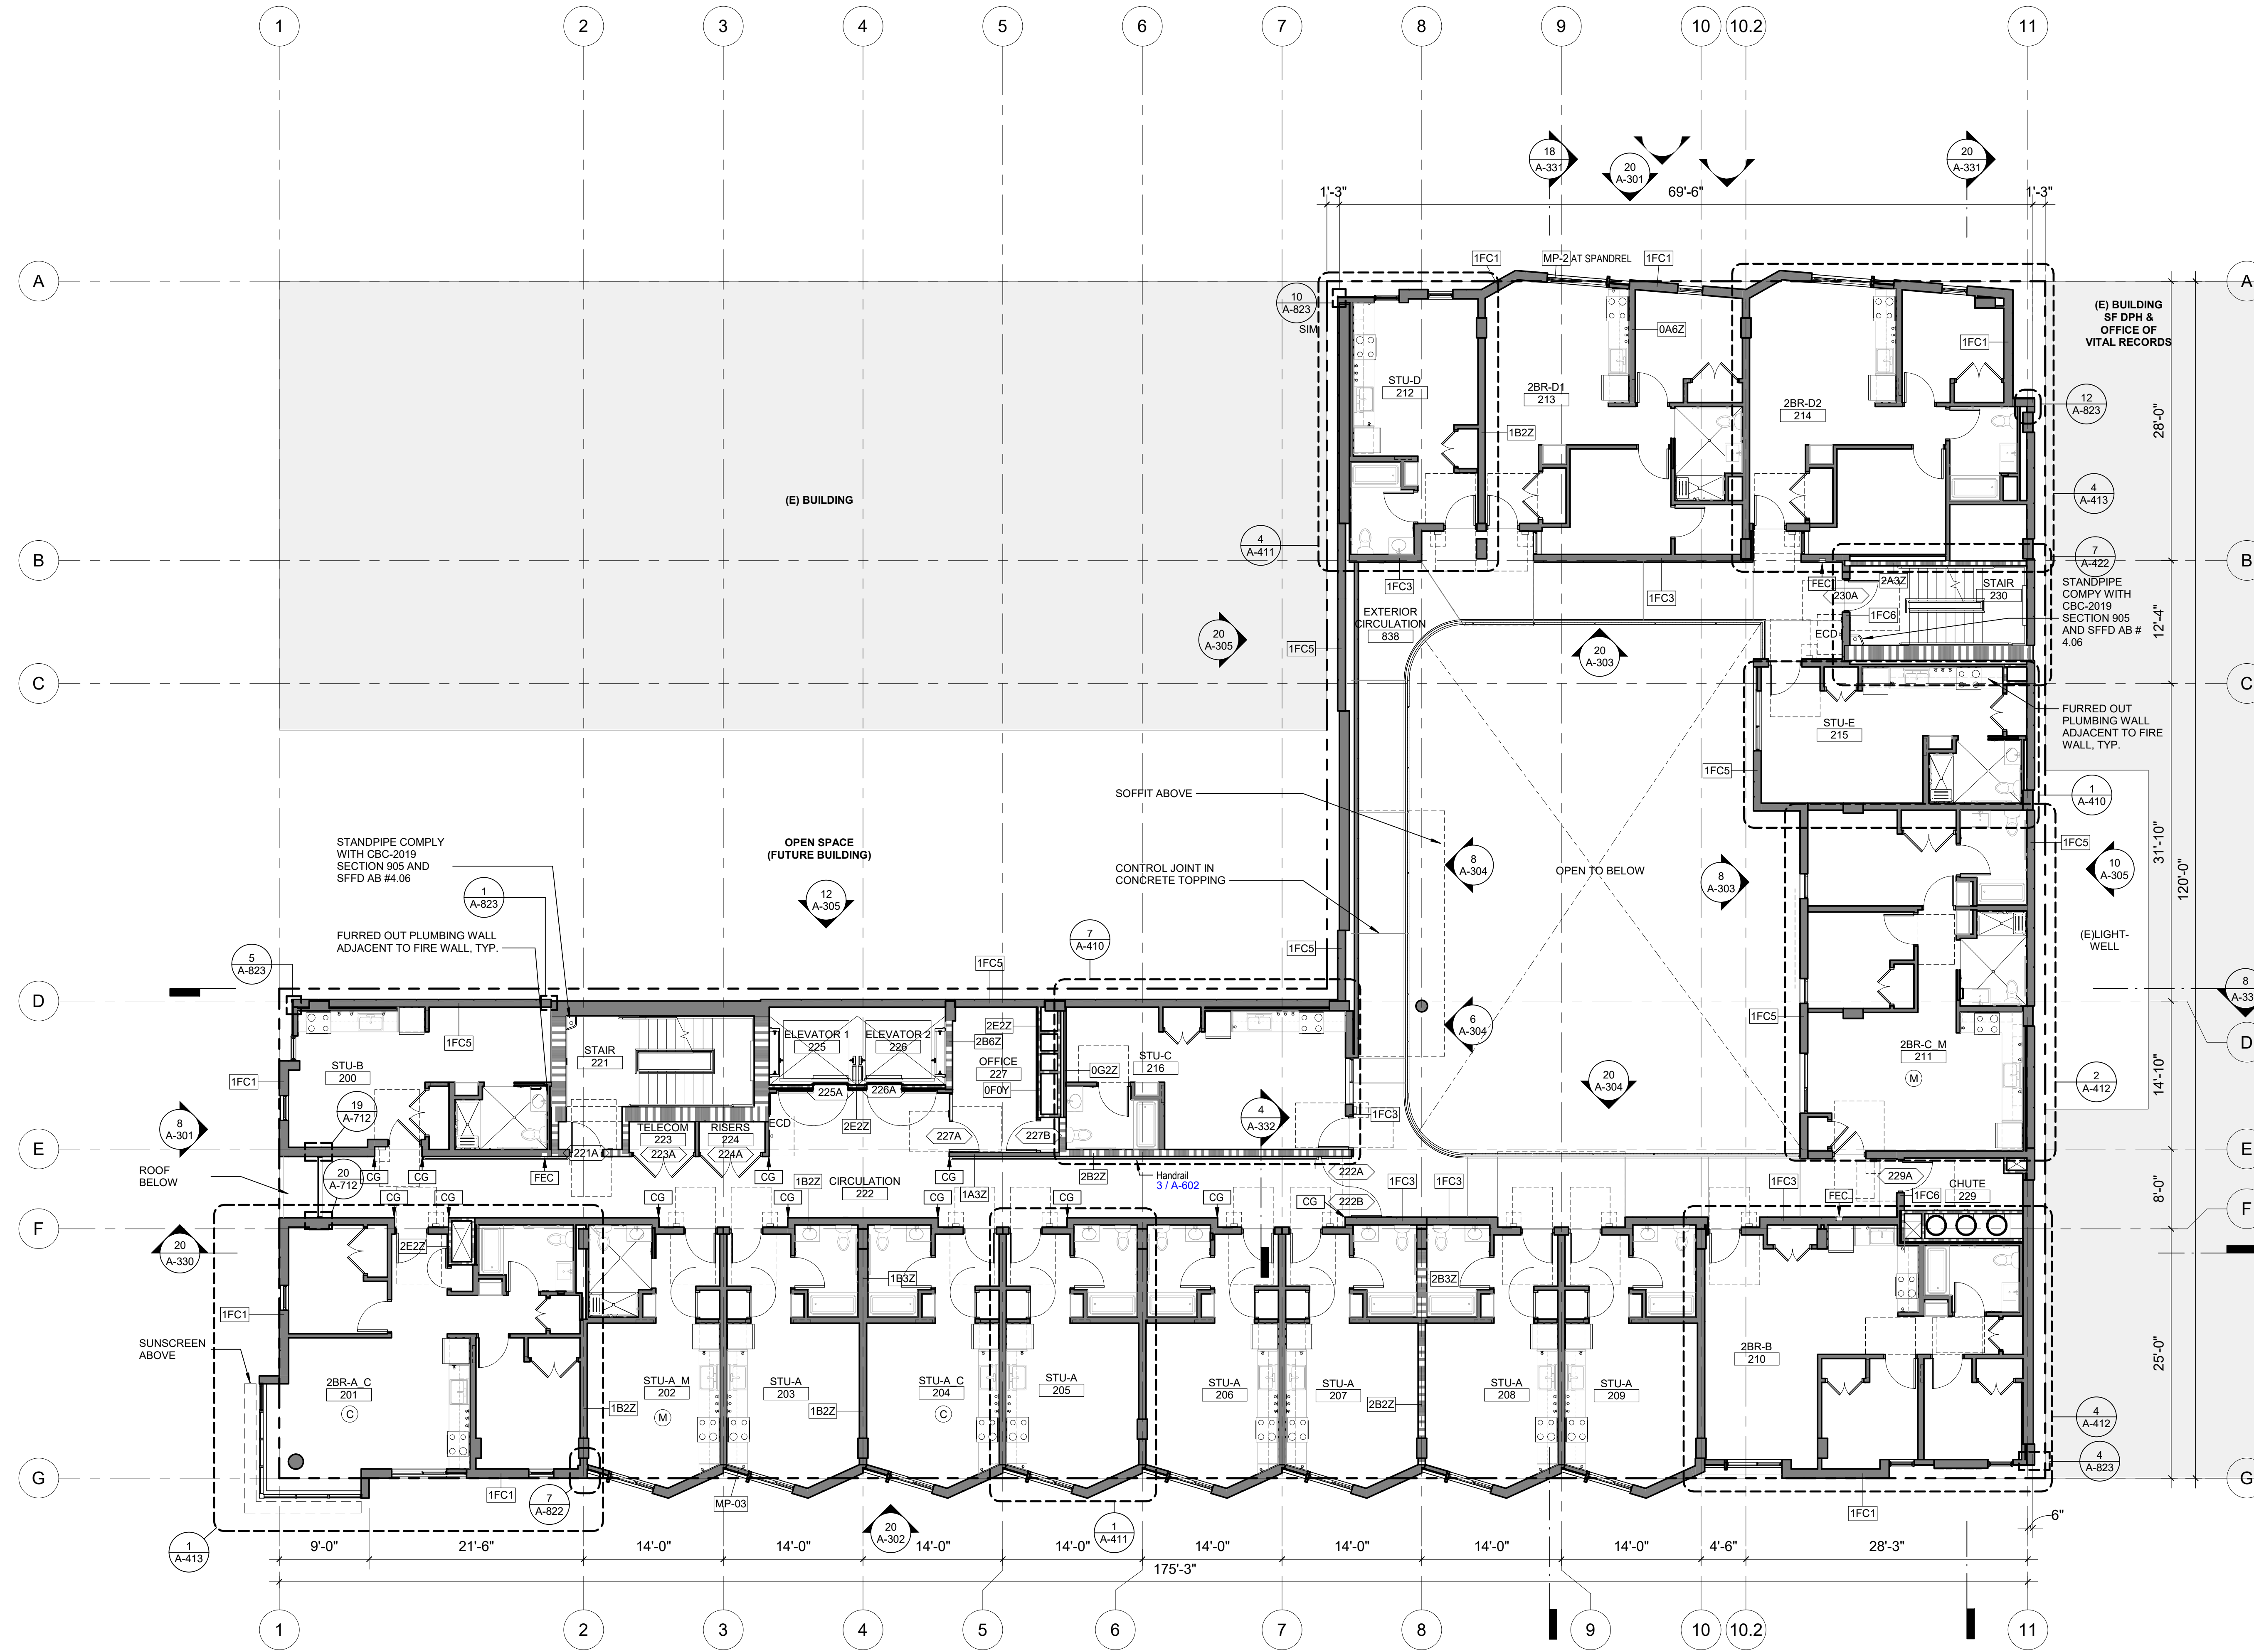 1
2
3
4
5
6
7
8
9
10
10.2
11
18
A-331
20
A-301
20
A-331
1'-3"
69'-6"
1'-3"
A
A
1FC1
MP-2 AT SPANDREL
1FC1
10
A-823
SIM
(E) BUILDING
SF DPH &
OFFICE OF
VITAL RECORDS
0A6Z
1FC1
STU-D
212
2BR-D1
213
2BR-D2
214
12
A-823
28'-0"
1B2Z
(E) BUILDING
4
A-413
4
A-411
7
A-422
B
B
1FC3
1FC3
FEC
2A3Z
230A
STAIR
230
STANDPIPE
COMPY WITH
CBC-2019
SECTION 905
AND SFFD AB #
4.06
EXTERIOR
CIRCULATION
838
1FC6
ECD
12'-4"
20
A-305
1FC5
20
A-303
C
C
FURRED OUT
PLUMBING WALL
ADJACENT TO FIRE
WALL, TYP.
STU-E
215
1FC5
SOFFIT ABOVE
1
A-410
STANDPIPE COMPLY
WITH CBC-2019
SECTION 905 AND
SFFD AB #4.06
OPEN SPACE
(FUTURE BUILDING)
1FC5
31'-10"
120'-0"
CONTROL JOINT IN
CONCRETE TOPPING
8
A-304
OPEN TO BELOW
8
A-303
10
A-305
1
A-823
12
A-305
FURRED OUT PLUMBING WALL
ADJACENT TO FIRE WALL, TYP.
7
A-410
(E)LIGHT-
WELL
5
A-823
1FC5
1FC5
8
D
D
1FC5
2E2Z
ELEVATOR 1
225
ELEVATOR 2
226
2B6Z
6
A-304
1FC5
STAIR
221
OFFICE
227
STU-C
216
2BR-C_M
211
M
STU-B
200
0G2Z
1FC1
0F0Y
225A
226A
20
A-304
2
A-412
14'-10"
19
A-712
8
A-301
4
A-332
1FC3
ECD
2E2Z
TELECOM
223
RISERS
224
227A
227B
E
E
221A
223A
224A
ROOF
BELOW
20
A-712
CG
CG
FEC
CG
2B2Z
Handrail
3 / A-602
222A
229A
CHUTE
229
CG
CG
CG
CG
1B2Z
CIRCULATION
222
CG
1A3Z
CG
CG
222B
1FC3
1FC3
1FC3
FEC
1FC6
8'-0"
F
F
20
A-330
2E2Z
1B3Z
2B3Z
1FC1
SUNSCREEN
ABOVE
2BR-A_C
201
C
STU-A_M
202
M
STU-A
203
STU-A_C
204
C
STU-A
205
STU-A
206
STU-A
207
STU-A
208
STU-A
209
2BR-B
210
25'-0"
1B2Z
1B2Z
2B2Z
4
A-412
4
A-823
G
G
1FC1
7
A-822
MP-03
20
A-302
1
A-411
1FC1
6"
1
A-413
9'-0"
21'-6"
14'-0"
14'-0"
14'-0"
14'-0"
14'-0"
14'-0"
14'-0"
14'-0"
4'-6"
28'-3"
175'-3"
1
2
3
4
5
6
7
8
9
10
10.2
11